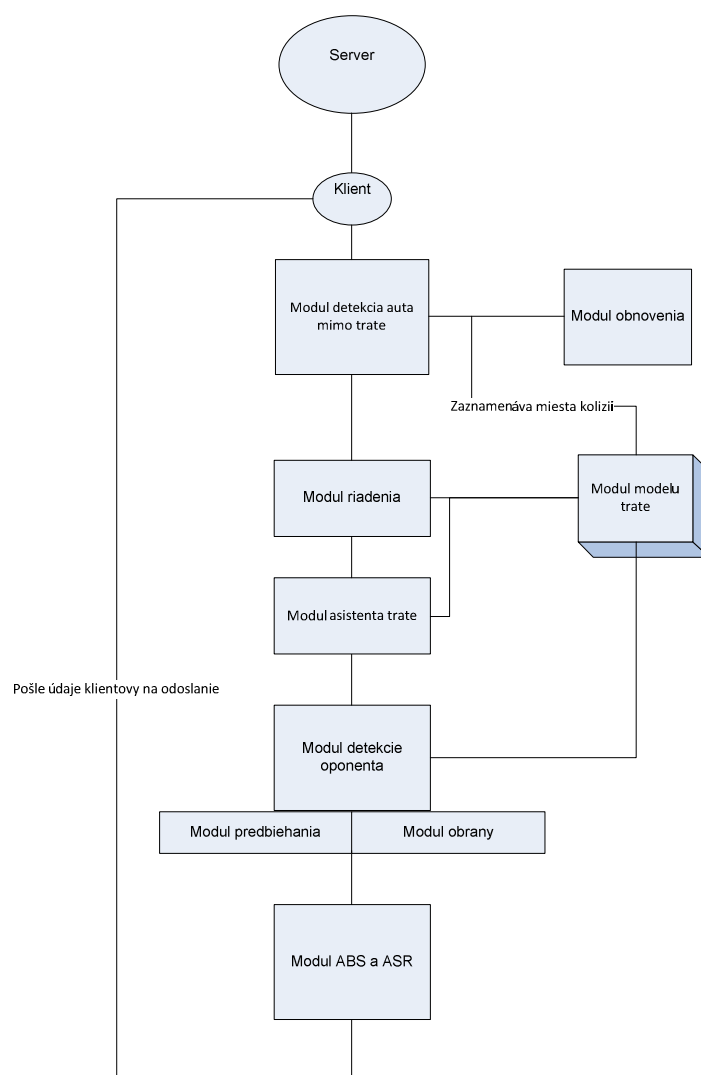 Server
Klient
Modul detekcia auta
mimo trate
Modul obnovenia
Zaznamenáva miesta kolizií
Modul riadenia
Modul modelu
trate
Modul asistenta trate
Pošle údaje klientovy na odoslanie
Modul detekcie
oponenta
Modul predbiehania
Modul obrany
Modul ABS a ASR